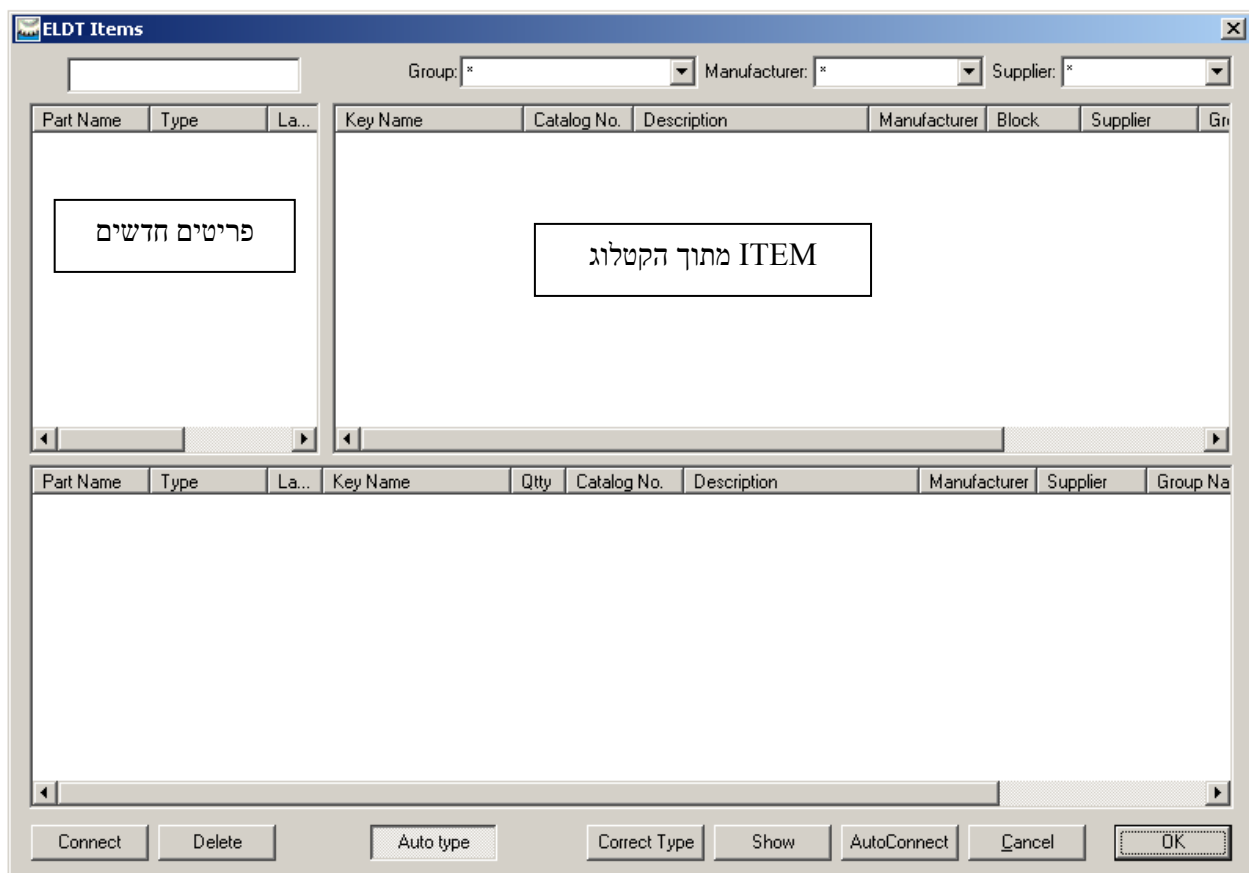 ELDT Items
Group: * Manufacturer: * Supplier: *
Part Name Type La... Key Name Catalog No. Description Manufacturer Block Supplier Gr
פריטים חדשים
ITEM מתוך הקטלוג
Part Name Type La... Key Name Qtty Catalog No. Description Manufacturer Supplier Group Na
Connect Delete Auto type Correct Type Show AutoConnect Cancel OK